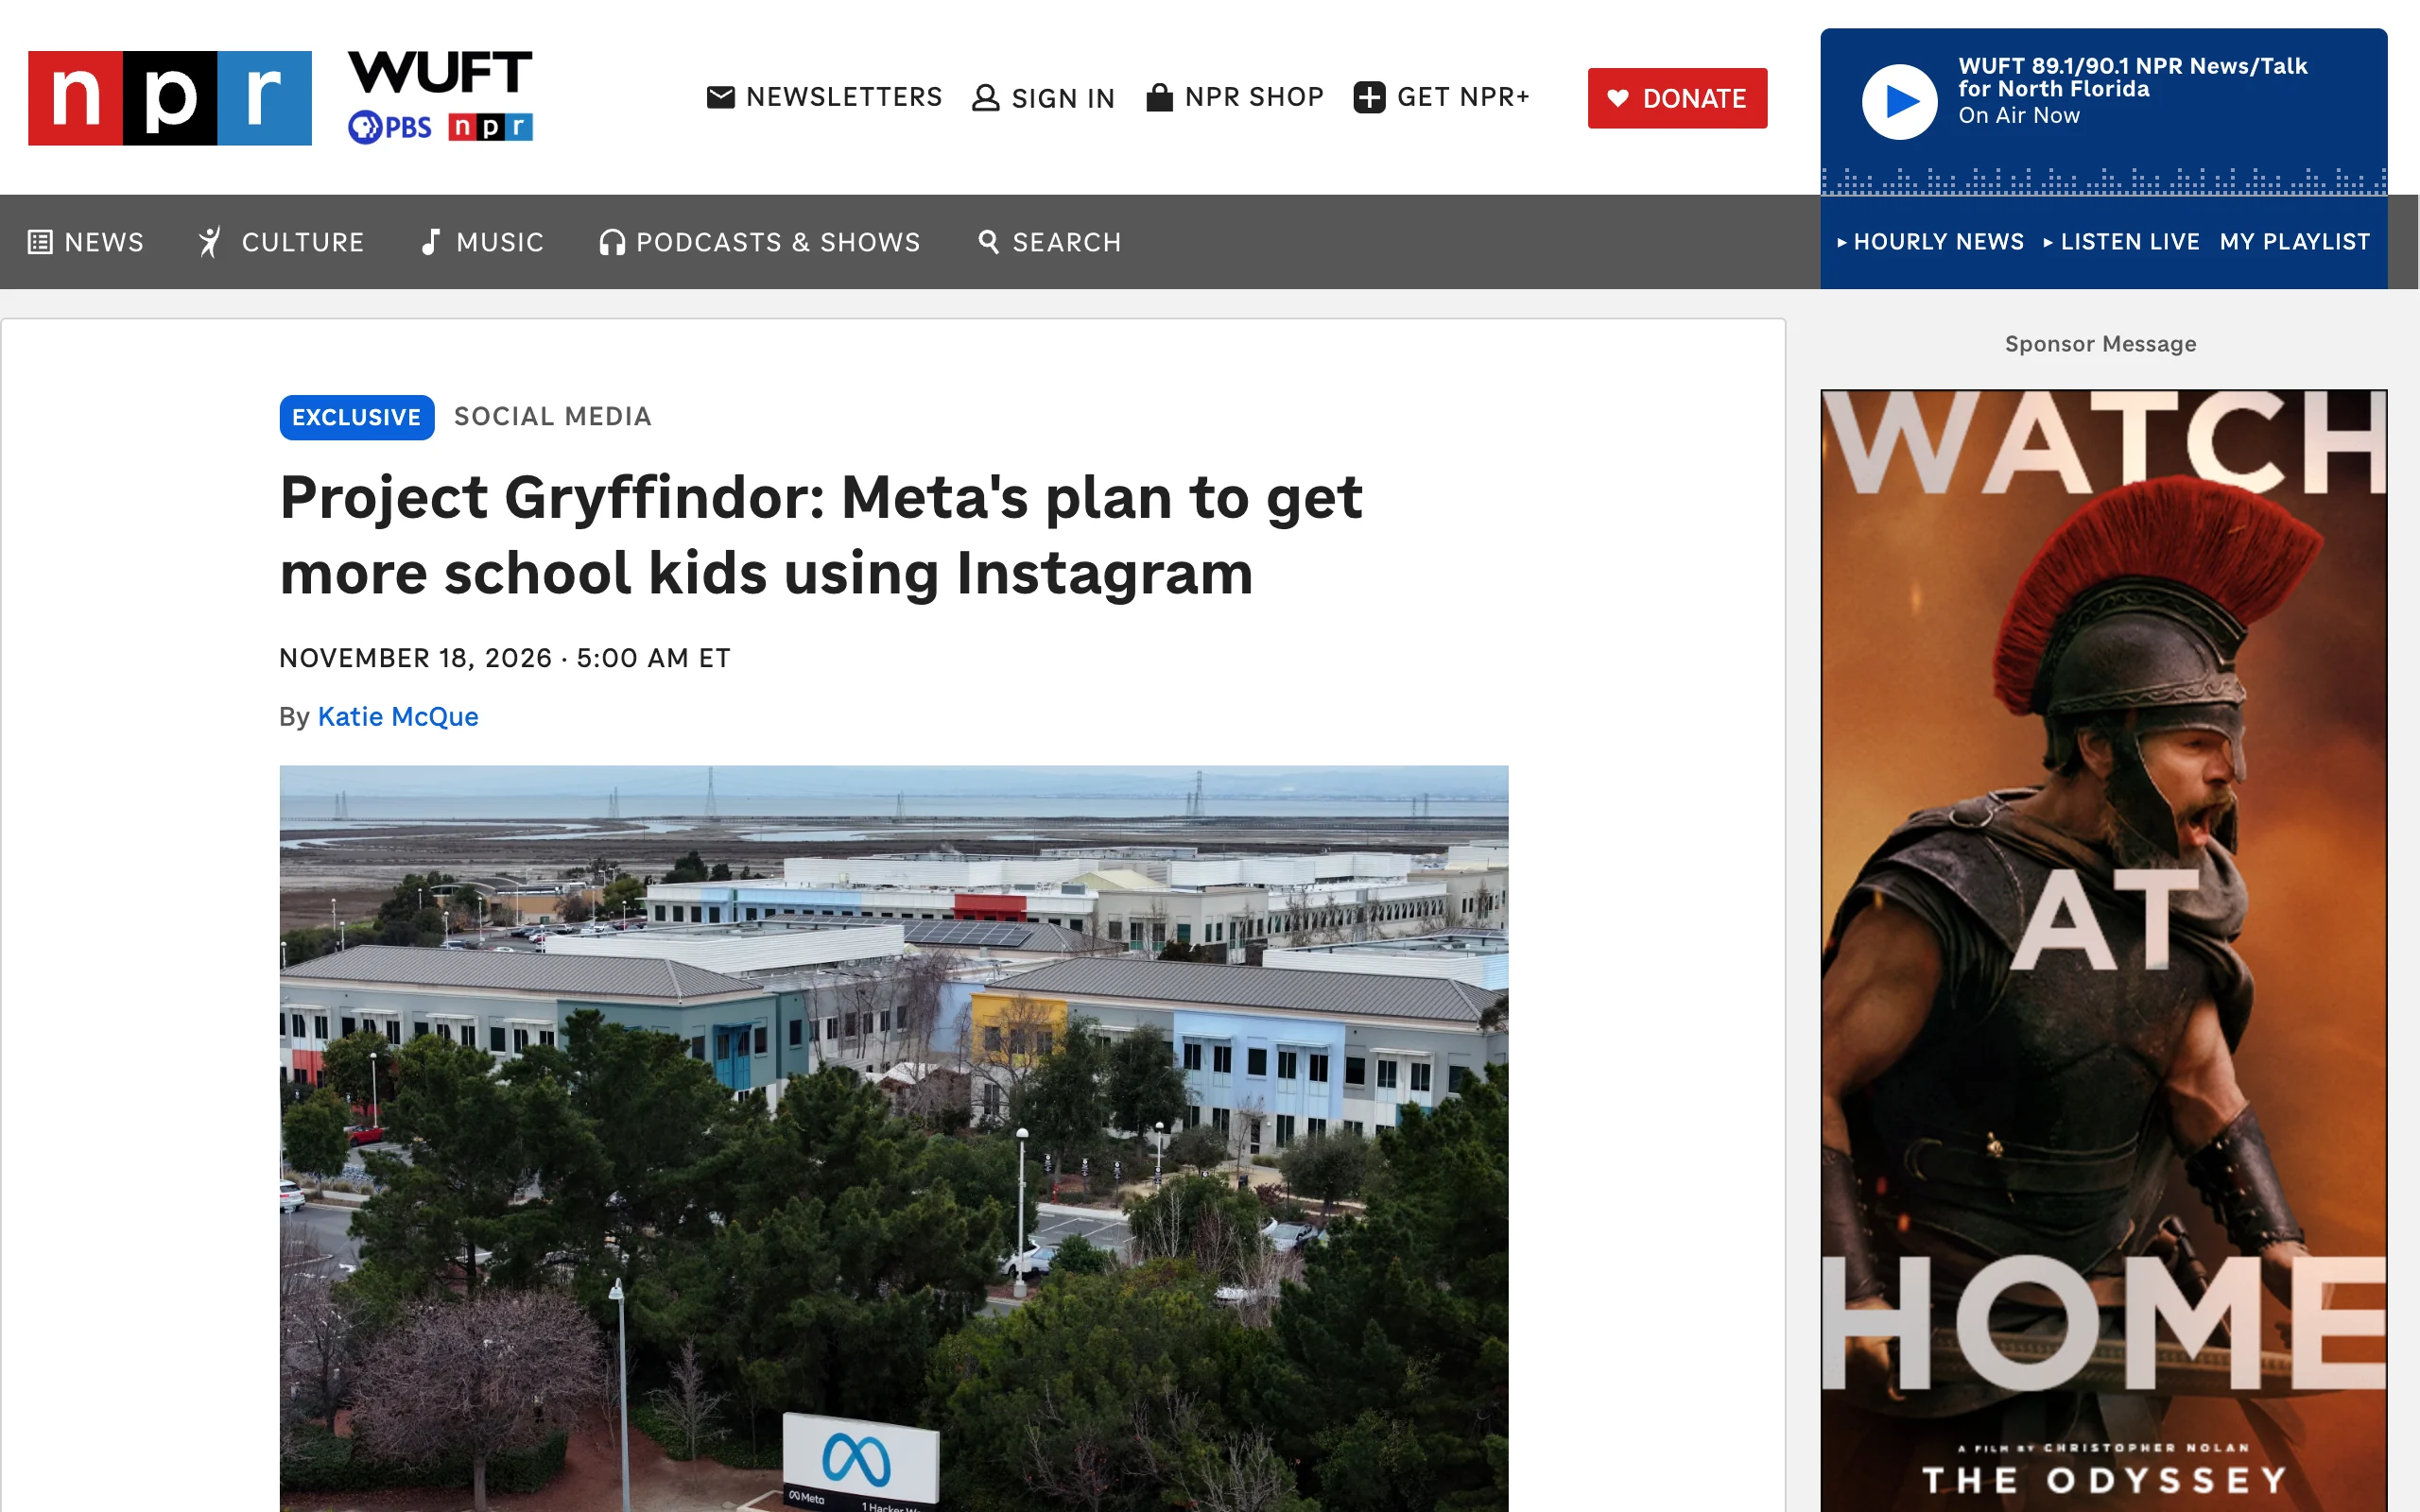 npr
WUFT
PBS npr
NEWSLETTERS
SIGN IN
NPR SHOP
GET NPR+
DONATE
WUFT 89.1/90.1 NPR News/Talk
for North Florida
On Air Now
NEWS
CULTURE
MUSIC
PODCASTS & SHOWS
SEARCH
HOURLY NEWS
LISTEN LIVE
MY PLAYLIST
EXCLUSIVE
SOCIAL MEDIA
Project Gryffindor: Meta's plan to get
more school kids using Instagram
NOVEMBER 18, 2026 · 5:00 AM ET
By Katie McQue
Meta
1 Hacker
Sponsor Message
WATCH
AT
HOME
A FILM BY CHRISTOPHER NOLAN
THE ODYSSEY